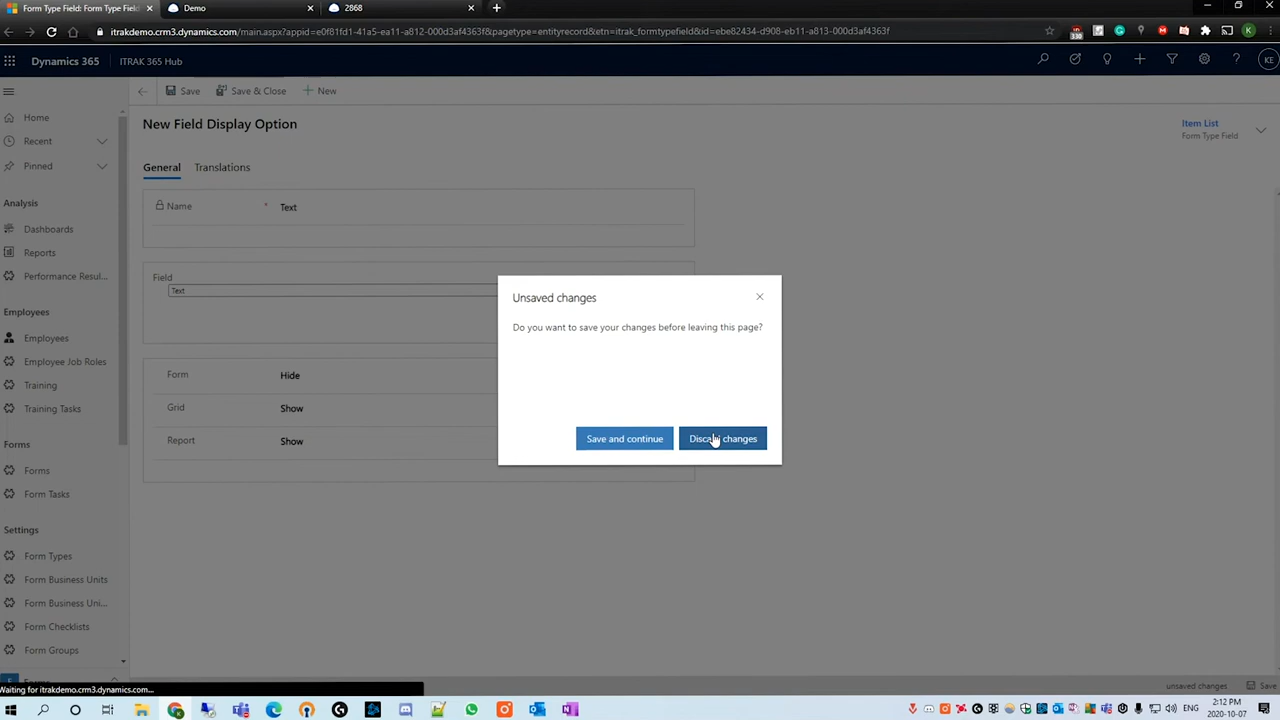 Form Type Field: Form Type Field
Demo
2868
itrakdemo.crm3.dynamics.com/main.aspx?appid=e0f81fd1-41a5-ea11-a812-000d3af4363f&pagetype=entityrecord&etn=itrak_formtypefield&id=ebe82434-d908-eb11-a813-000d3af4363f
Dynamics 365
ITRAK 365 Hub
KE
Save
Save & Close
New
Home
New Field Display Option
Item List
Form Type Field
Recent
Pinned
General
Translations
Analysis
Name
*
Text
Dashboards
Reports
Performance Resul...
Field
Text
Employees
Unsaved changes
Do you want to save your changes before leaving this page?
Employees
Employee Job Roles
Form
Hide
Training
Training Tasks
Grid
Show
Report
Show
Save and continue
Discard changes
Forms
Forms
Form Tasks
Settings
Form Types
Form Business Units
Form Business Uni...
Form Checklists
Form Groups
Waiting for itrakdemo.crm3.dynamics.com...
unsaved changes
Save
ENG
2:12 PM
2020-10-07